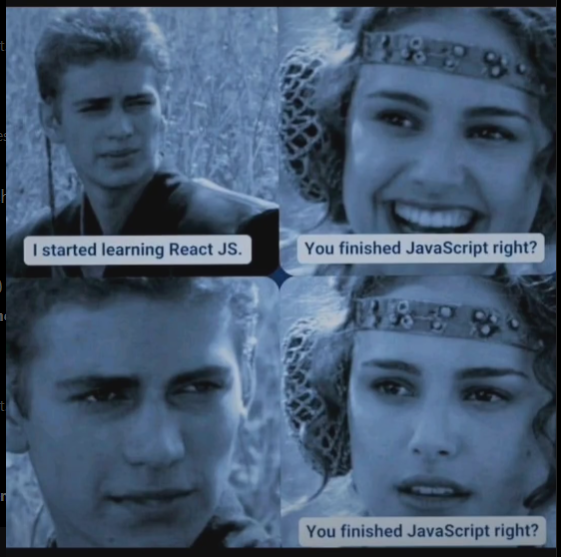 I started learning React JS.
You finished JavaScript right?
You finished JavaScript right?